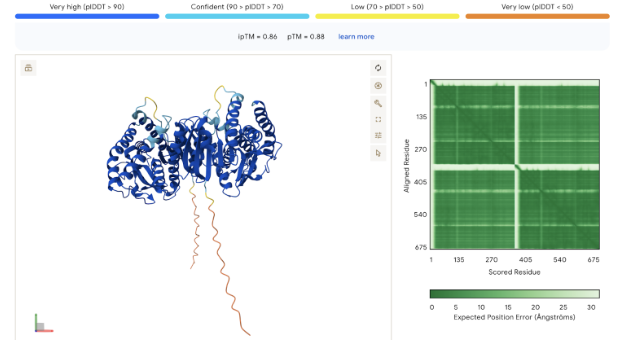 Very high (plDDT > 90) Confident (90 > plDDT > 70) Low (70 > plDDT > 50) Very low (plDDT < 50)
ipTM = 0.86 pTM = 0.88 learn more
1
135
270
405
540
675
Aligned Residue
1 135 270 405 540 675
Scored Residue
0 5 10 15 20 25 30
Expected Position Error (Ångströms)